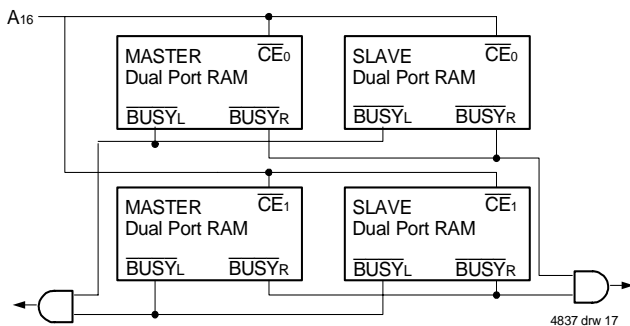 A16
MASTER CE0
Dual Port RAM
BUSYL BUSYR
SLAVE CE0
Dual Port RAM
BUSYL BUSYR
MASTER CE1
Dual Port RAM
BUSYL BUSYR
SLAVE CE1
Dual Port RAM
BUSYL BUSYR
4837 drw 17